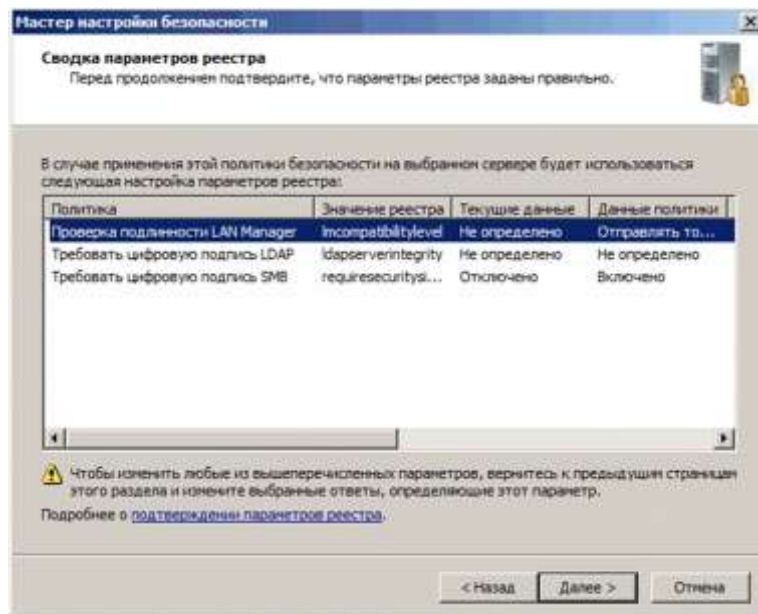 Мастер настройки безопасности
Сводка параметров реестра
Перед продолжением подтвердите, что параметры реестра заданы правильно.
В случае применения этой политики безопасности на выбранном сервере будет использоваться
следующая настройка параметров реестра:
Политика Значение реестра Текущие данные Данные политики
Проверка подлинности LAN Manager lmcompatibilitylevel Не определено Отправлять то...
Требовать цифровую подпись LDAP ldapserverintegrity Не определено Не определено
Требовать цифровую подпись SMB requiresecuritysi... Отключено Включено
Чтобы изменить любые из вышеперечисленных параметров, вернитесь к предыдущим страницам
этого раздела и измените выбранные ответы, определяющие этот параметр.
Подробнее о подтверждении параметров реестра.
< Назад Далее > Отмена